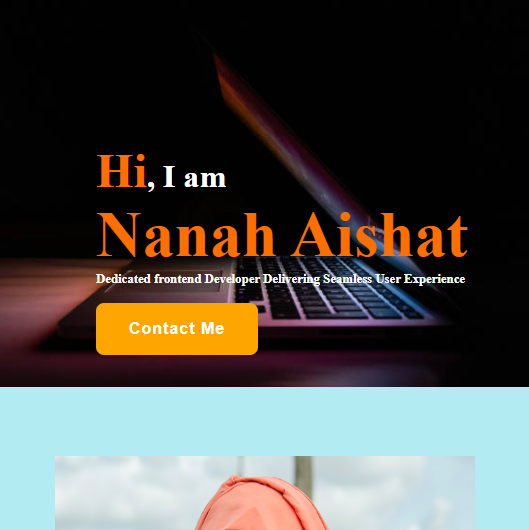 Hi, I am
Nanah Aishat
Dedicated frontend Developer Delivering Seamless User Experience
Contact Me